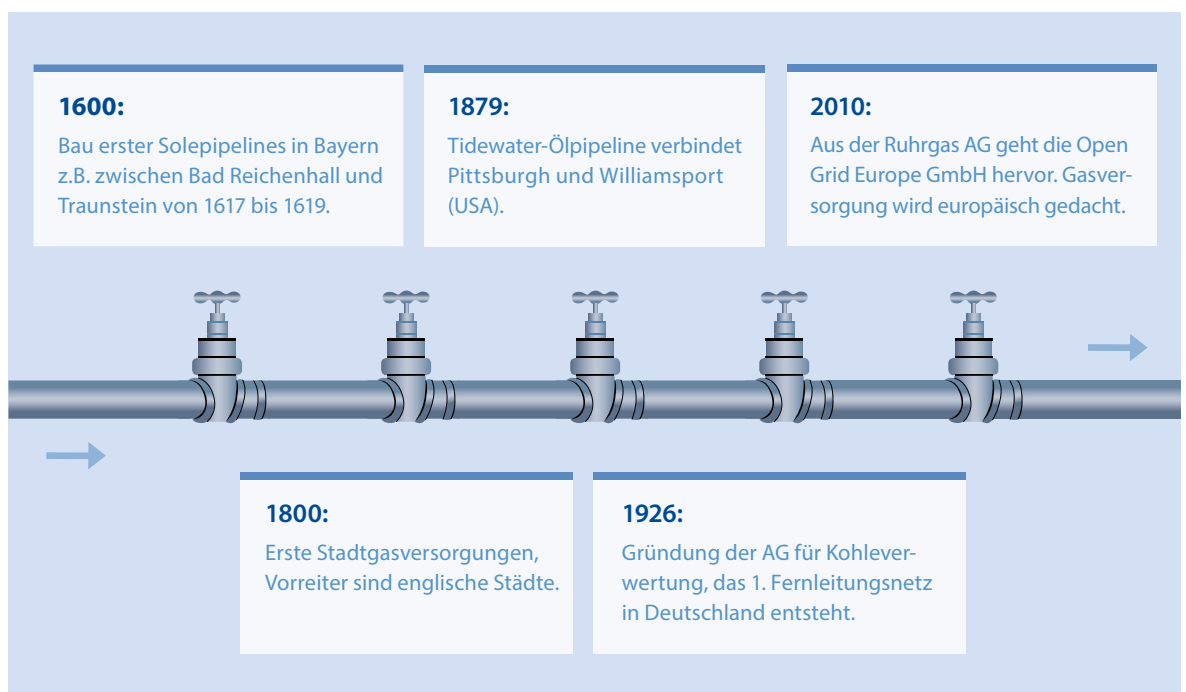 1600:
Bau erster Solepipelines in Bayern
z.B. zwischen Bad Reichenhall und
Traunstein von 1617 bis 1619.
1879:
Tidewater-Ölpipeline verbindet
Pittsburgh und Williamsport
(USA).
2010:
Aus der Ruhrgas AG geht die Open
Grid Europe GmbH hervor. Gasver-
sorgung wird europäisch gedacht.
1800:
Erste Stadtgasversorgungen,
Vorreiter sind englische Städte.
1926:
Gründung der AG für Kohlever-
wertung, das 1. Fernleitungsnetz
in Deutschland entsteht.